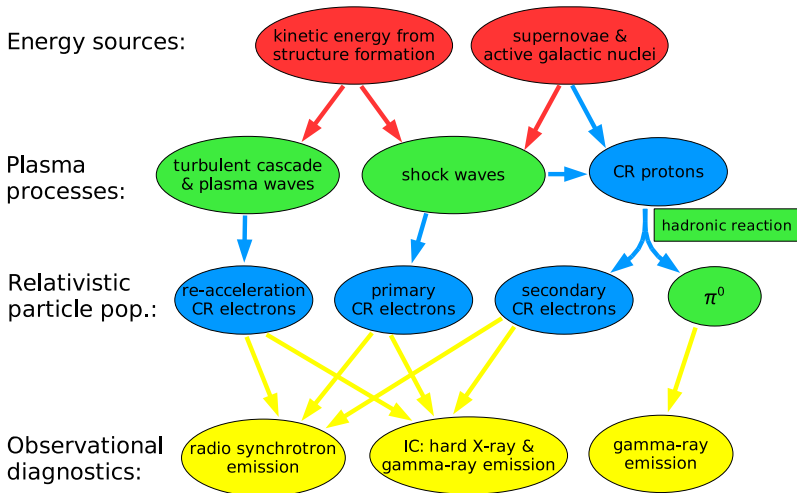 Energy sources:
kinetic energy from
structure formation
supernovae &
active galactic nuclei
Plasma
processes:
turbulent cascade
& plasma waves
shock waves
CR protons
hadronic reaction
Relativistic
particle pop.:
re-acceleration
CR electrons
primary
CR electrons
secondary
CR electrons
π⁰
Observational
diagnostics:
radio synchrotron
emission
IC: hard X-ray &
gamma-ray emission
gamma-ray
emission